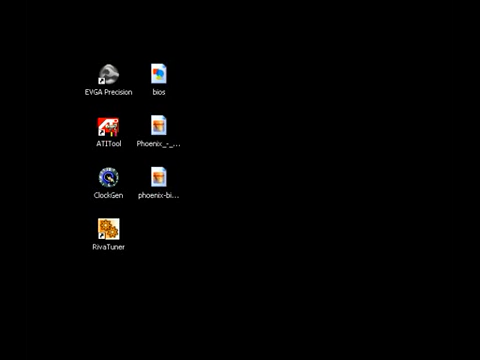 EVGA Precision
bios
ATITool
Phoenix_-_...
ClockGen
phoenix-bi...
RivaTuner